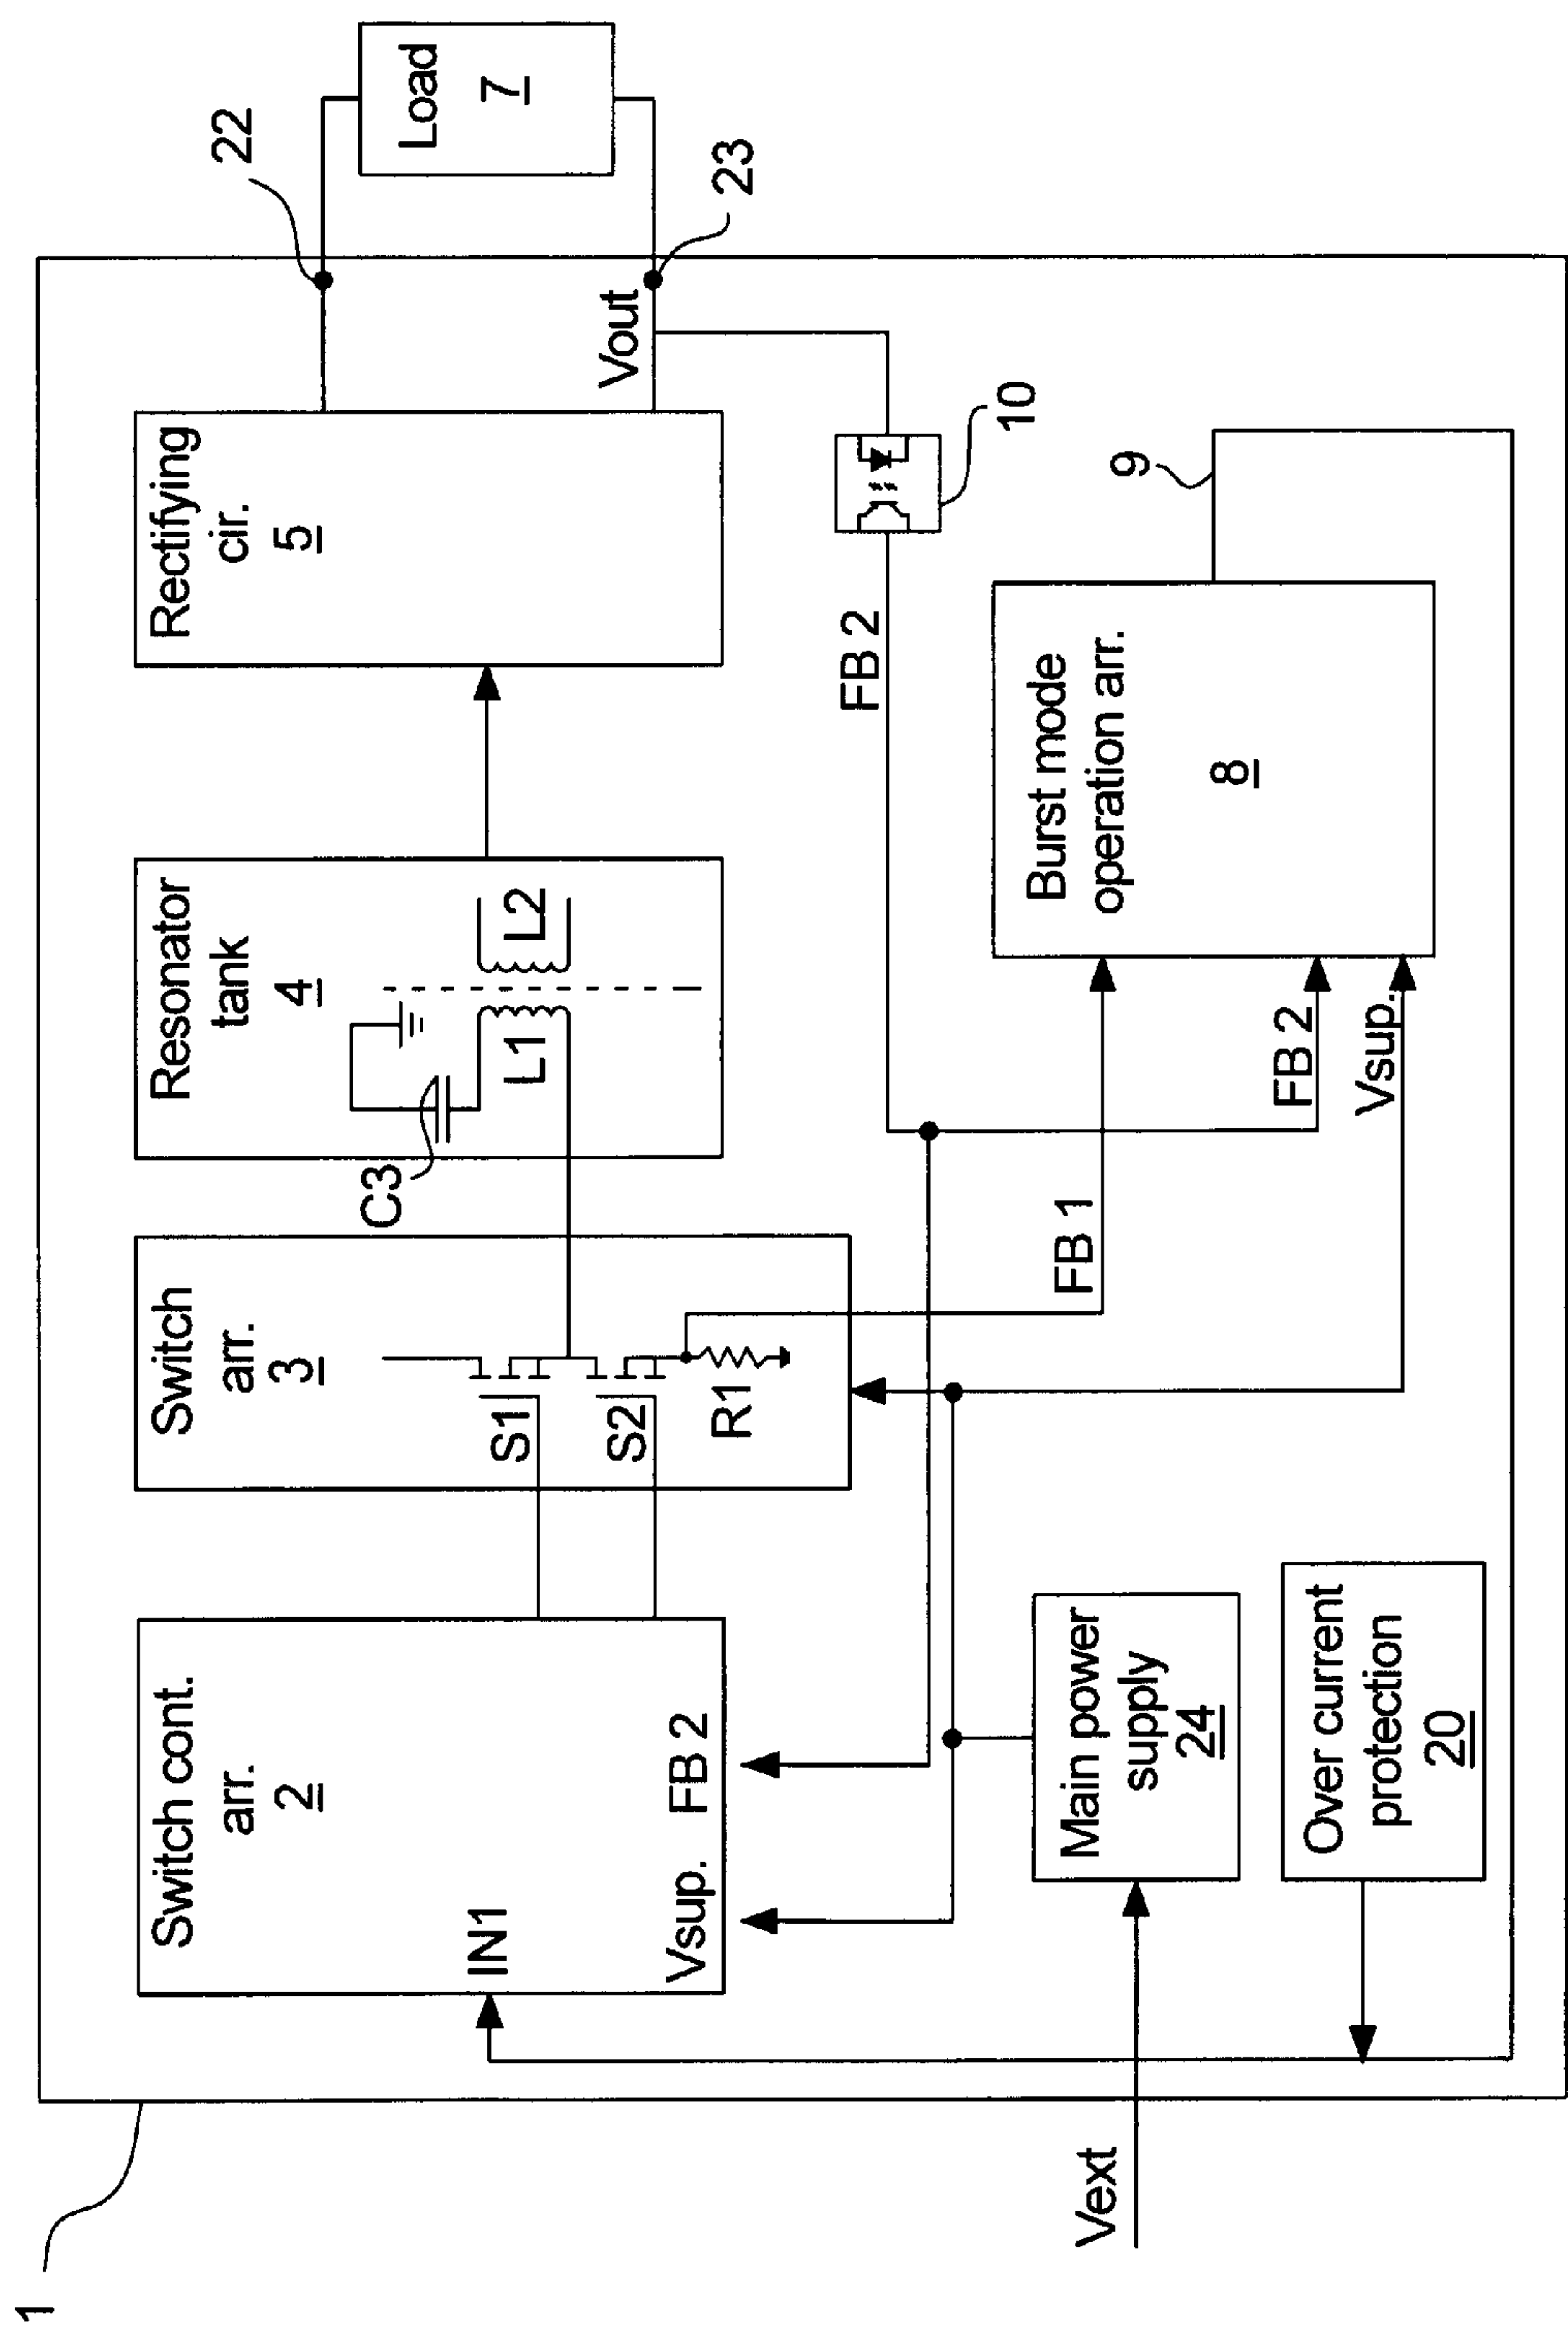 1
Switch cont.
arr.
2
IN1
Vsup.
FB 2
Switch
arr.
3
S1
S2
R1
C3
Resonator
tank
4
L1
L2
Rectifying
cir.
5
Vout
22
23
Load
7
10
FB 2
FB 1
FB 2
Vsup.
Burst mode
operation arr.
8
9
Main power
supply
24
Over current
protection
20
Vext